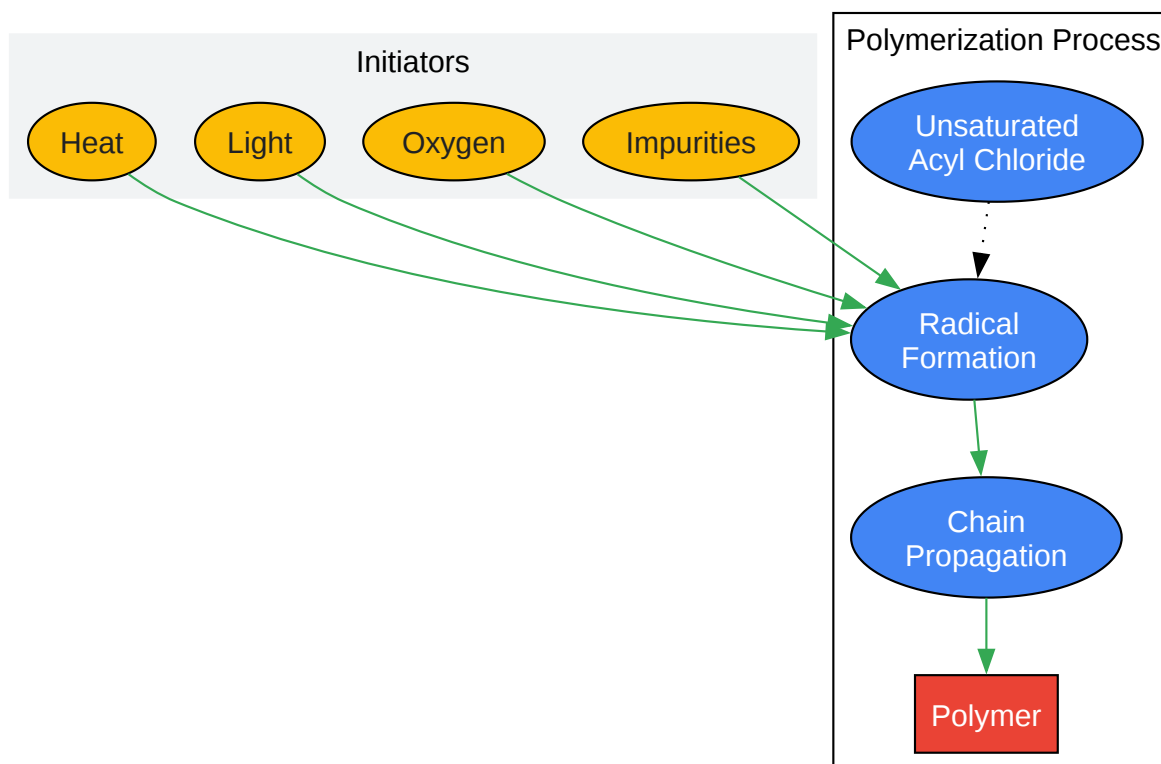 Initiators
Heat
Light
Oxygen
Impurities
Polymerization Process
Unsaturated
Acyl Chloride
Radical
Formation
Chain
Propagation
Polymer